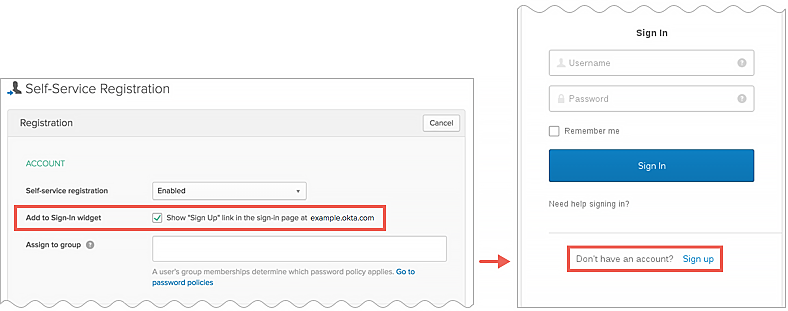 Self-Service Registration
Registration
Cancel
ACCOUNT
Self-service registration
Enabled
Add to Sign-In widget
Show "Sign Up" link in the sign-in page at example.okta.com
Assign to group ?
A user's group memberships determine which password policy applies. Go to
password policies
Sign In
Username ?
Password ?
Remember me
Sign In
Need help signing in?
Don't have an account? Sign up